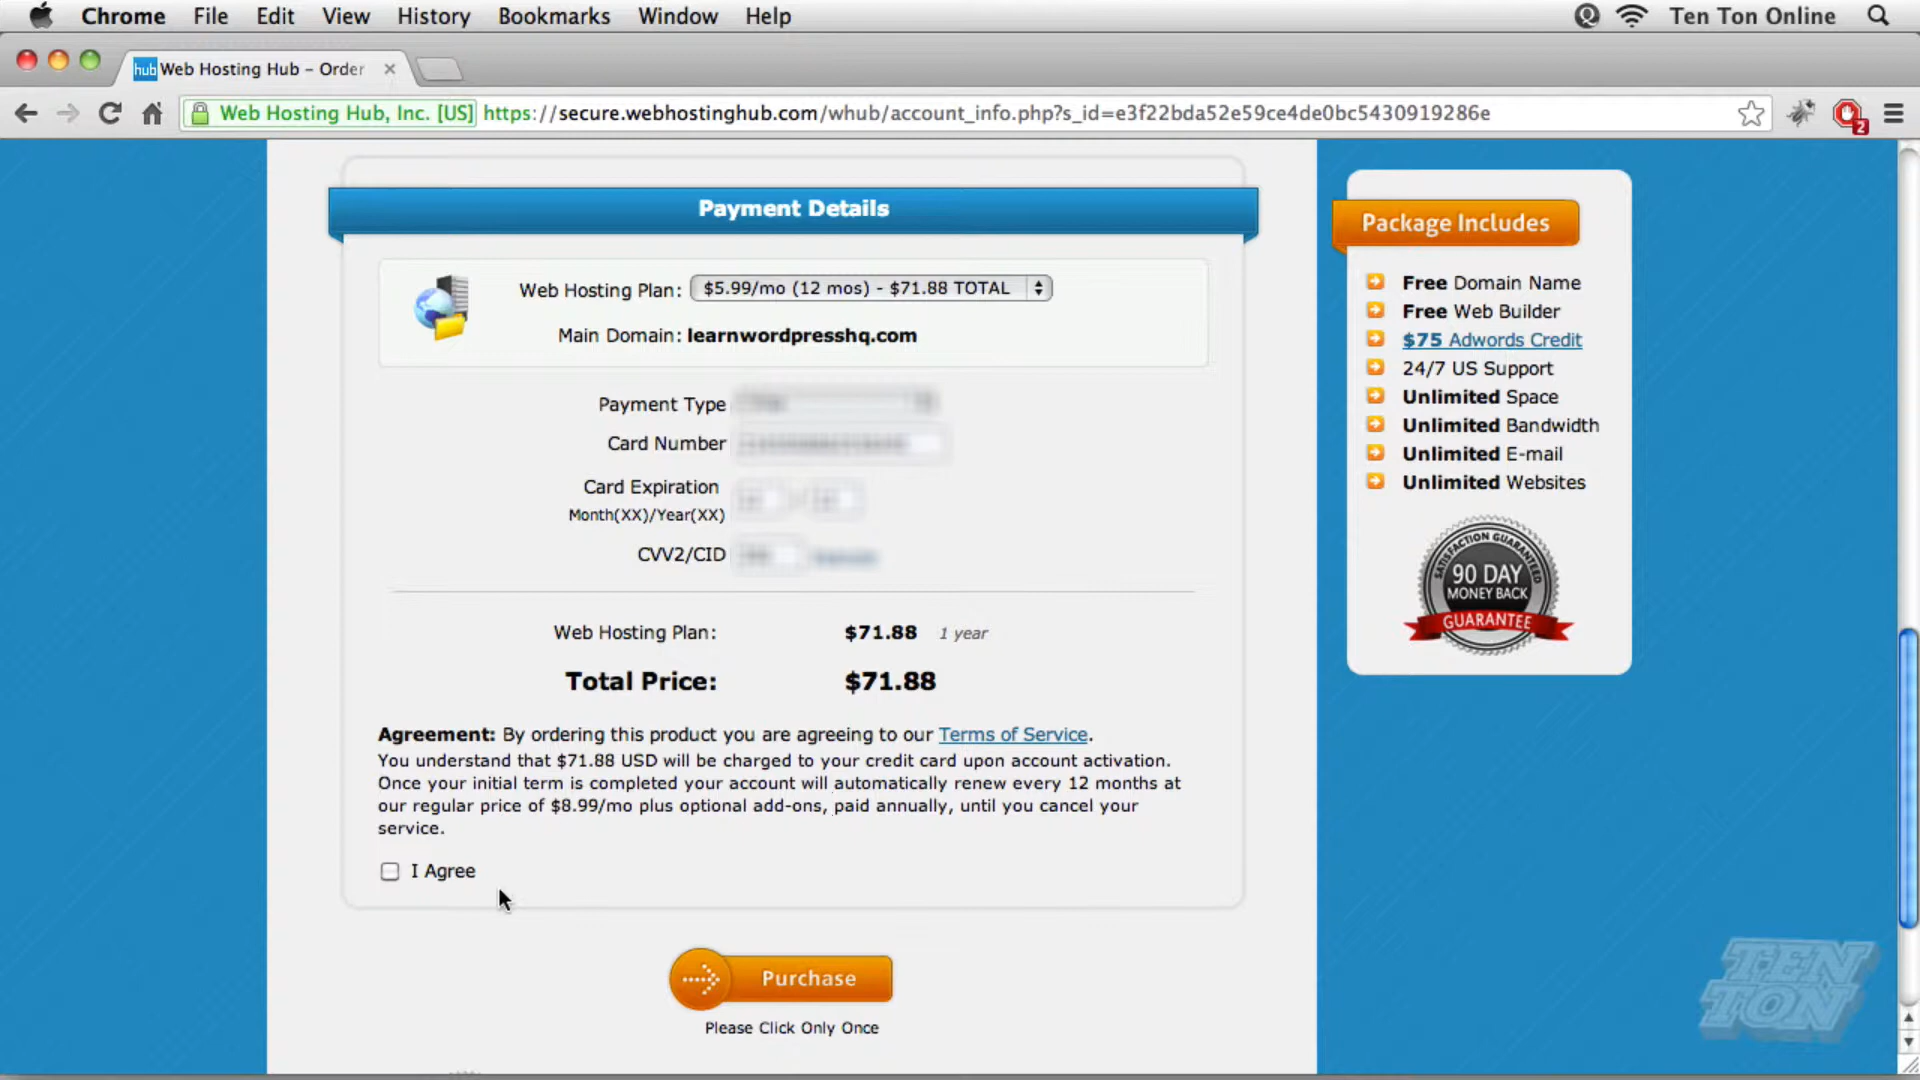 Chrome File Edit View History Bookmarks Window Help Ten Ton Online
hub Web Hosting Hub – Order
Web Hosting Hub, Inc. [US] https://secure.webhostinghub.com/whub/account_info.php?s_id=e3f22bda52e59ce4de0bc5430919286e
2
Payment Details
Web Hosting Plan: $5.99/mo (12 mos) - $71.88 TOTAL
Main Domain: learnwordpresshq.com
Payment Type
Card Number
Card Expiration
Month(XX)/Year(XX)
CVV2/CID
Web Hosting Plan: $71.88 1 year
Total Price: $71.88
Agreement: By ordering this product you are agreeing to our Terms of Service.
You understand that $71.88 USD will be charged to your credit card upon account activation.
Once your initial term is completed your account will automatically renew every 12 months at
our regular price of $8.99/mo plus optional add-ons, paid annually, until you cancel your
service.
I Agree
Purchase
Please Click Only Once
Package Includes
Free Domain Name
Free Web Builder
$75 Adwords Credit
24/7 US Support
Unlimited Space
Unlimited Bandwidth
Unlimited E-mail
Unlimited Websites
SATISFACTION GUARANTEED
90 DAY
MONEY BACK
GUARANTEE
TEN
TON